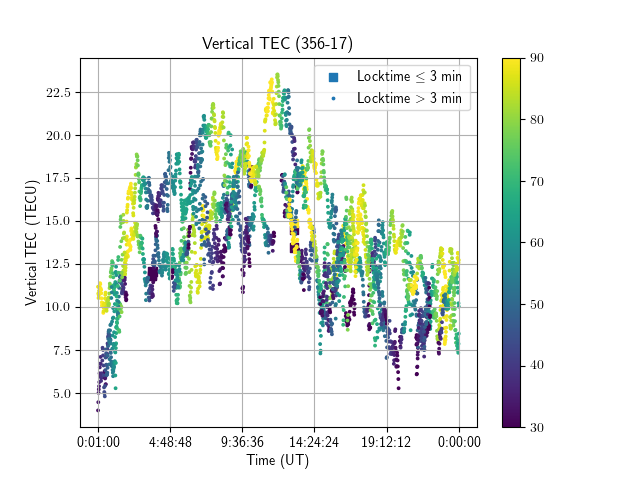 Vertical TEC (356-17)
Locktime ≤ 3 min
Locktime > 3 min
Vertical TEC (TECU)
22.5
20.0
17.5
15.0
12.5
10.0
7.5
5.0
0:01:00 4:48:48 9:36:36 14:24:24 19:12:12 0:00:00
Time (UT)
90
80
70
60
50
40
30